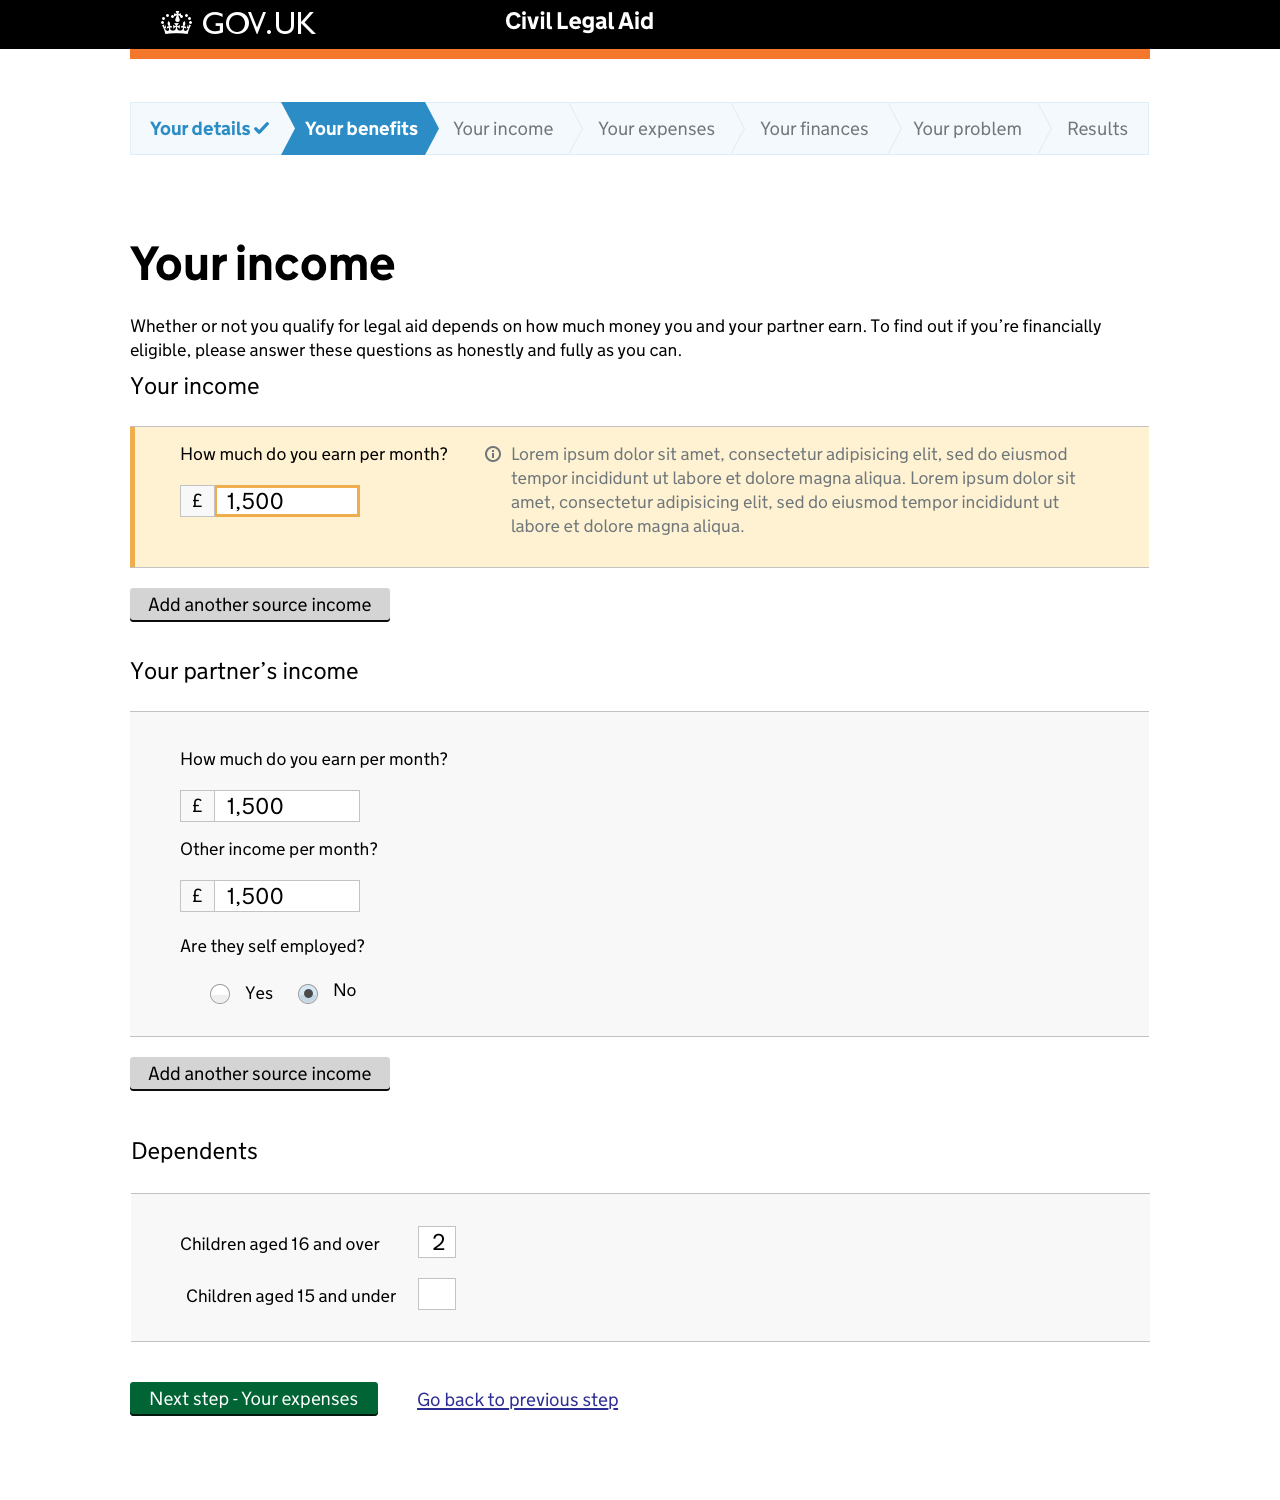 GOV.UK
Civil Legal Aid
Your details
Your benefits
Your income
Your expenses
Your finances
Your problem
Results
Your income
Whether or not you qualify for legal aid depends on how much money you and your partner earn. To find out if you’re financially
eligible, please answer these questions as honestly and fully as you can.
Your income
How much do you earn per month?
£ 1,500
Lorem ipsum dolor sit amet, consectetur adipisicing elit, sed do eiusmod
tempor incididunt ut labore et dolore magna aliqua. Lorem ipsum dolor sit
amet, consectetur adipising elit, sed do eiusmod tempor incididunt ut
labore et dolore magna aliqua.
Add another source income
Your partner’s income
How much do you earn per month?
£ 1,500
Other income per month?
£ 1,500
Are they self employed?
Yes
No
Add another source income
Dependents
Children aged 16 and over
2
Children aged 15 and under
Next step - Your expenses
Go back to previous step